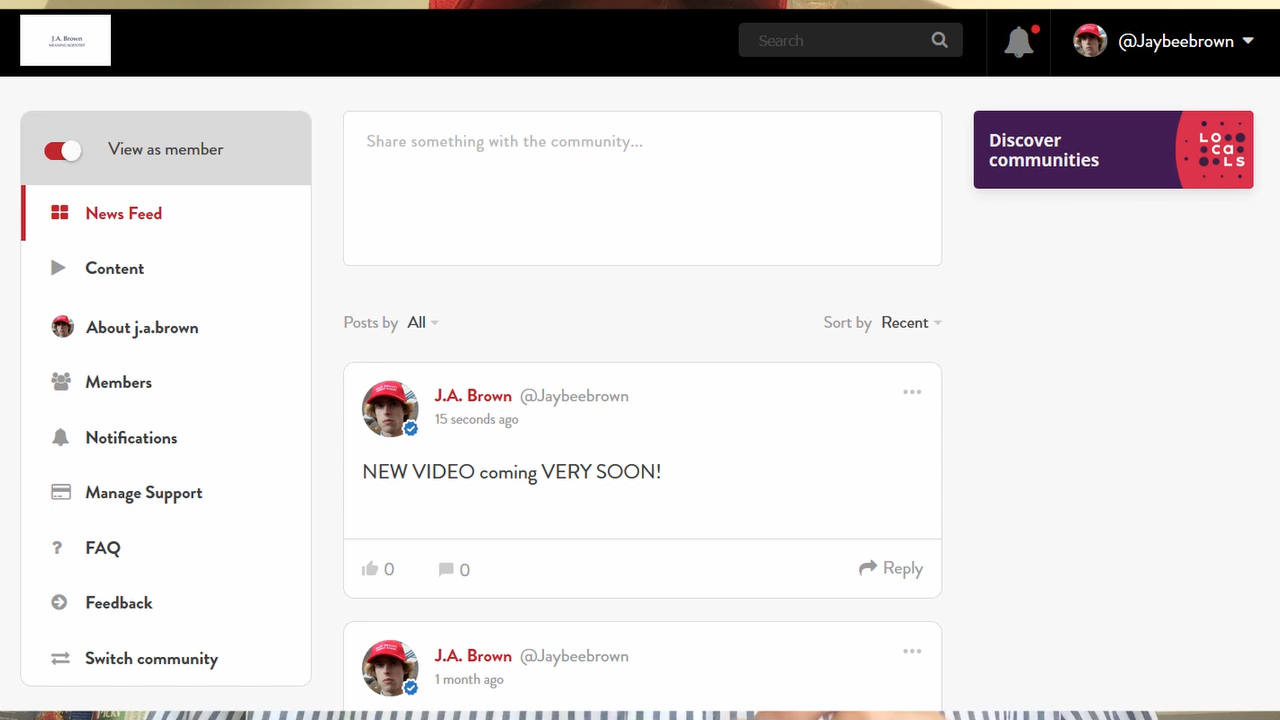 J.A. Brown
MEANING SCIENTIST
Search
@Jaybeebrown
View as member
News Feed
Content
About j.a.brown
Members
Notifications
Manage Support
FAQ
Feedback
Switch community
Share something with the community...
Posts by All
Sort by Recent
J.A. Brown @Jaybeebrown
15 seconds ago
NEW VIDEO coming VERY SOON!
0
0
Reply
J.A. Brown @Jaybeebrown
1 month ago
Discover
communities
LO
ca
LS